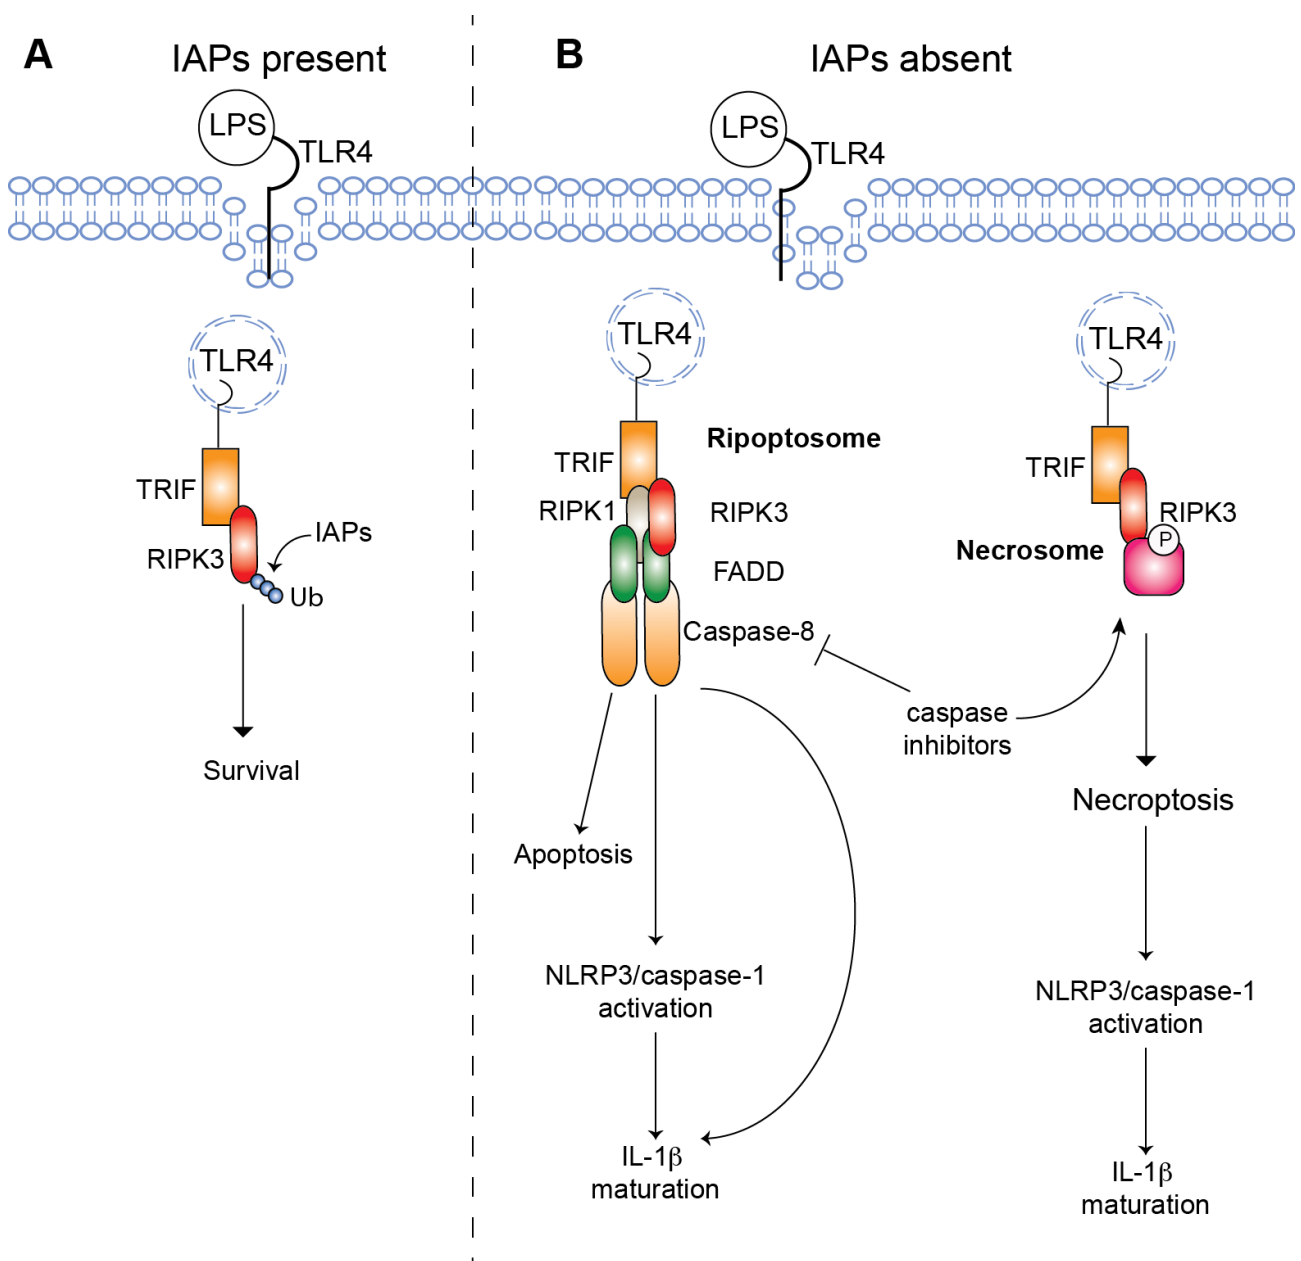 A
IAPs present
LPS
TLR4
TLR4
TRIF
RIPK3
IAPs
Ub
Survival
B
IAPs absent
LPS
TLR4
TLR4
TRIF
Ripoptosome
RIPK1
RIPK3
FADD
Caspase-8
caspase
inhibitors
Apoptosis
NLRP3/caspase-1
activation
IL-1β
maturation
TLR4
TRIF
RIPK3
P
Necrosome
Necroptosis
NLRP3/caspase-1
activation
IL-1β
maturation